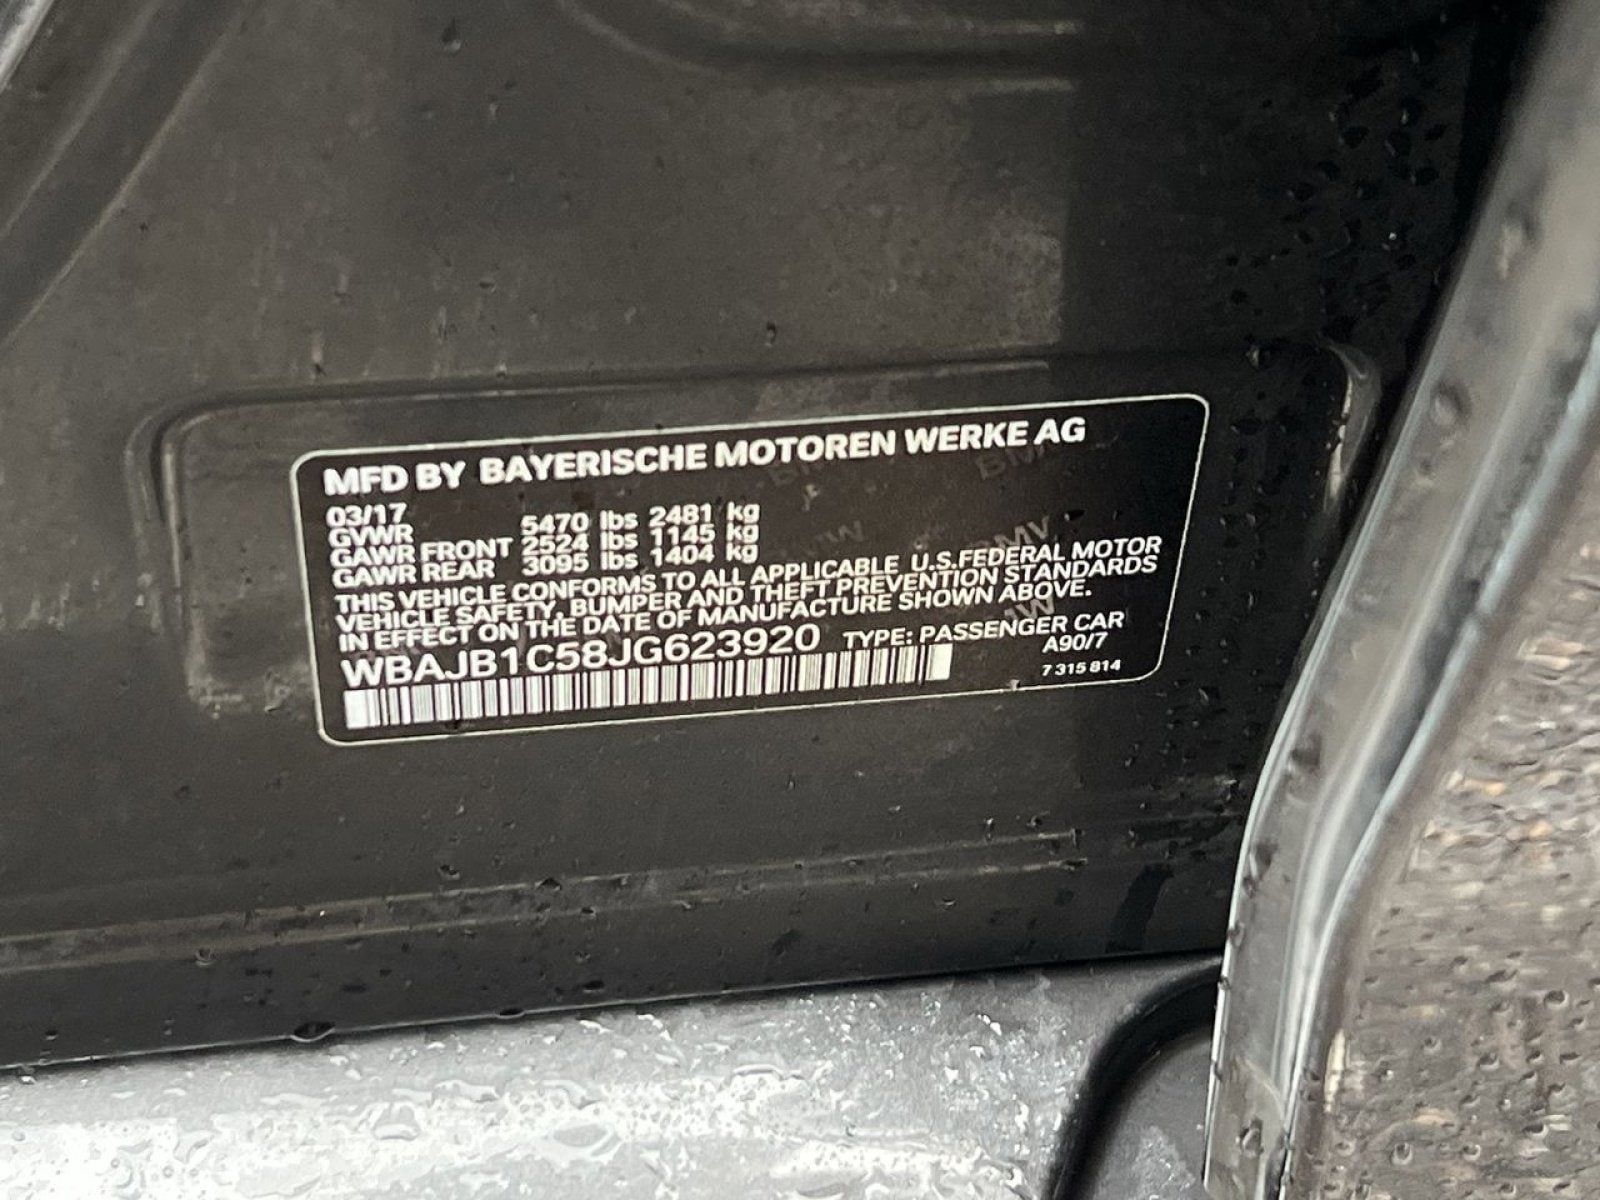 MFD BY BAYERISCHE MOTOREN WERKE AG
03/17
GVWR 5470 lbs 2481 kg
GAWR FRONT 2524 lbs 1145 kg
GAWR REAR 3095 lbs 1404 kg
THIS VEHICLE CONFORMS TO ALL APPLICABLE U.S.FEDERAL MOTOR
VEHICLE SAFETY, BUMPER AND THEFT PREVENTION STANDARDS
IN EFFECT ON THE DATE OF MANUFACTURE SHOWN ABOVE.
WBAJB1C58JG623920 TYPE: PASSENGER CAR
A90/7
7 315 814